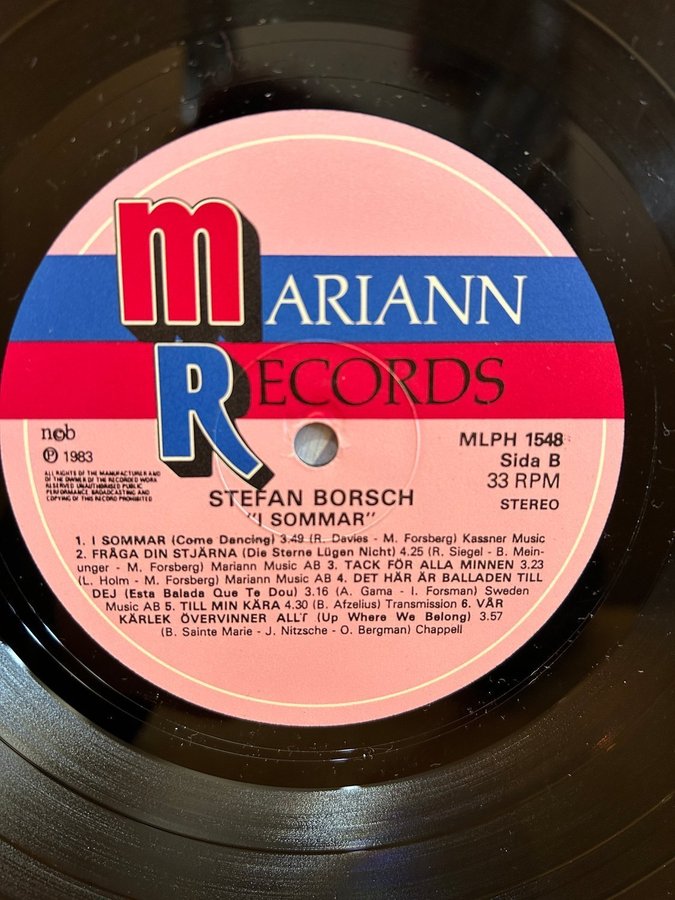 MARIANN
RECORDS
ncb
Ⓟ 1983
ALL RIGHTS OF THE MANUFACTURER AND
OF THE OWNER OF THE RECORDED WORK
RESERVED UNAUTHORISED PUBLIC
PERFORMANCE BROADCASTING AND
COPYING OF THIS RECORD PROHIBITED
MLPH 1548
Sida B
33 RPM
STEREO
STEFAN BORSCH
"I SOMMAR"
1. I SOMMAR (Come Dancing) 3.49 (R. Davies - M. Forsberg) Kassner Music
2. FRÅGA DIN STJÄRNA (Die Sterne Lügen Nicht) 4.25 (R. Siegel - B. Mein-
unger - M. Forsberg) Mariann Music AB 3. TACK FÖR ALLA MINNEN 3.23
(L. Holm - M. Forsberg) Mariann Music AB 4. DET HÄR ÄR BALLADEN TILL
DEJ (Esta Balada Que Te Dou) 3.16 (A. Gama - I. Forsman) Sweden
Music AB 5. TILL MIN KÄRA 4.30 (B. Afzelius) Transmission 6. VÅR
KÄRLEK ÖVERVINNER ALLT (Up Where We Belong) 3.57
(B. Sainte Marie - J. Nitzsche - O. Bergman) Chappell